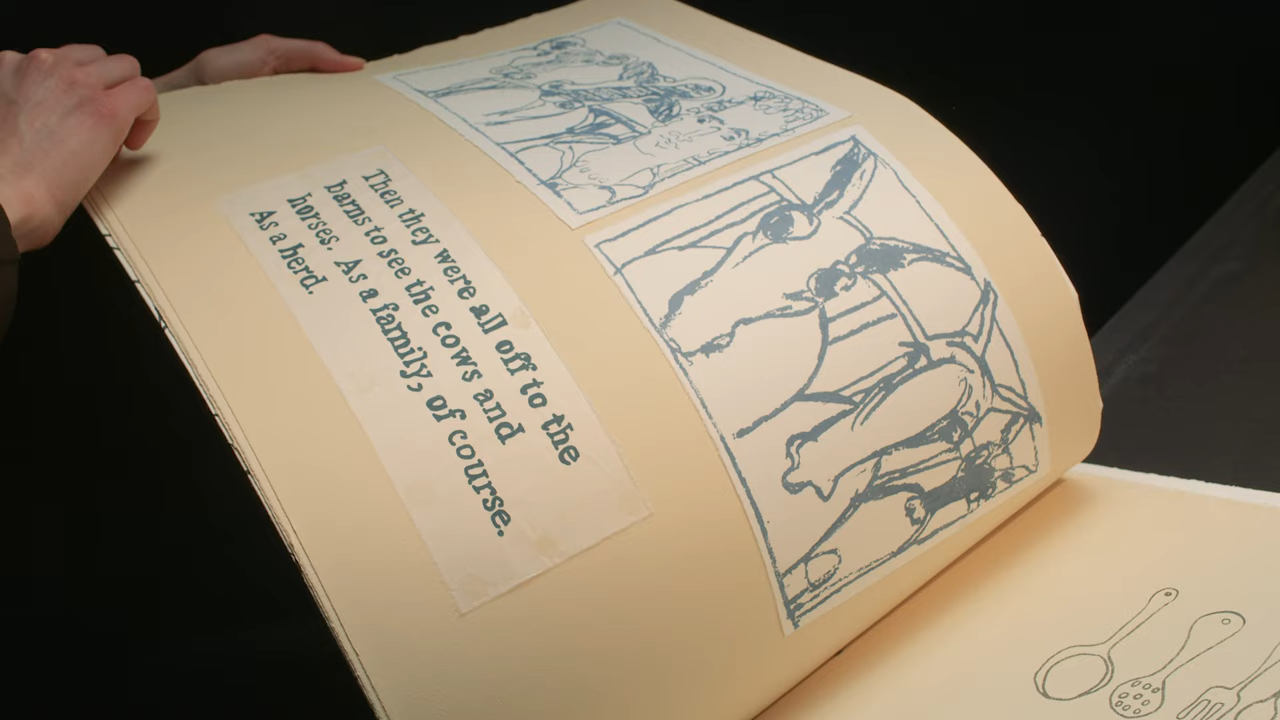 Then they were all off to the
barns to see the cows and
horses. As a family, of course.
As a herd.